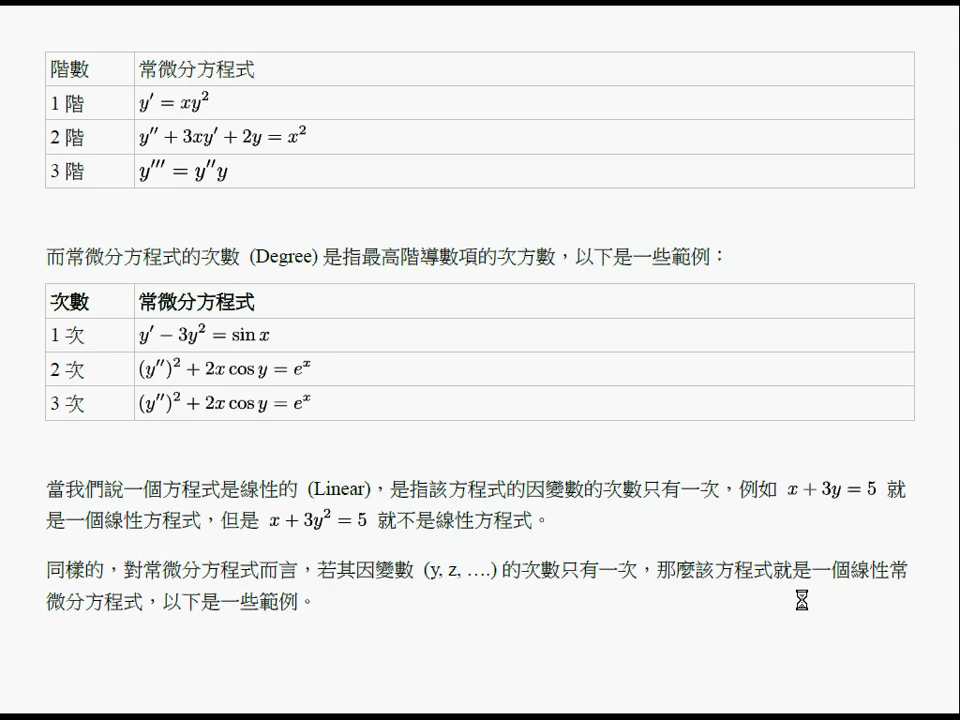 階數 常微分方程式
1 階 y′ = xy²
2 階 y″ + 3xy′ + 2y = x²
3 階 y‴ = y″y
而常微分方程式的次數 (Degree) 是指最高階導數項的次方數，以下是一些範例：
次數 常微分方程式
1 次 y′ − 3y² = sin x
2 次 (y″)² + 2x cos y = eˣ
3 次 (y″)² + 2x cos y = eˣ
當我們說一個方程式是線性的 (Linear)，是指該方程式的因變數的次數只有一次，例如 x + 3y = 5 就
是一個線性方程式，但是 x + 3y² = 5 就不是線性方程式。
同樣的，對常微分方程式而言，若其因變數 (y, z, ….) 的次數只有一次，那麼該方程式就是一個線性常
微分方程式，以下是一些範例。